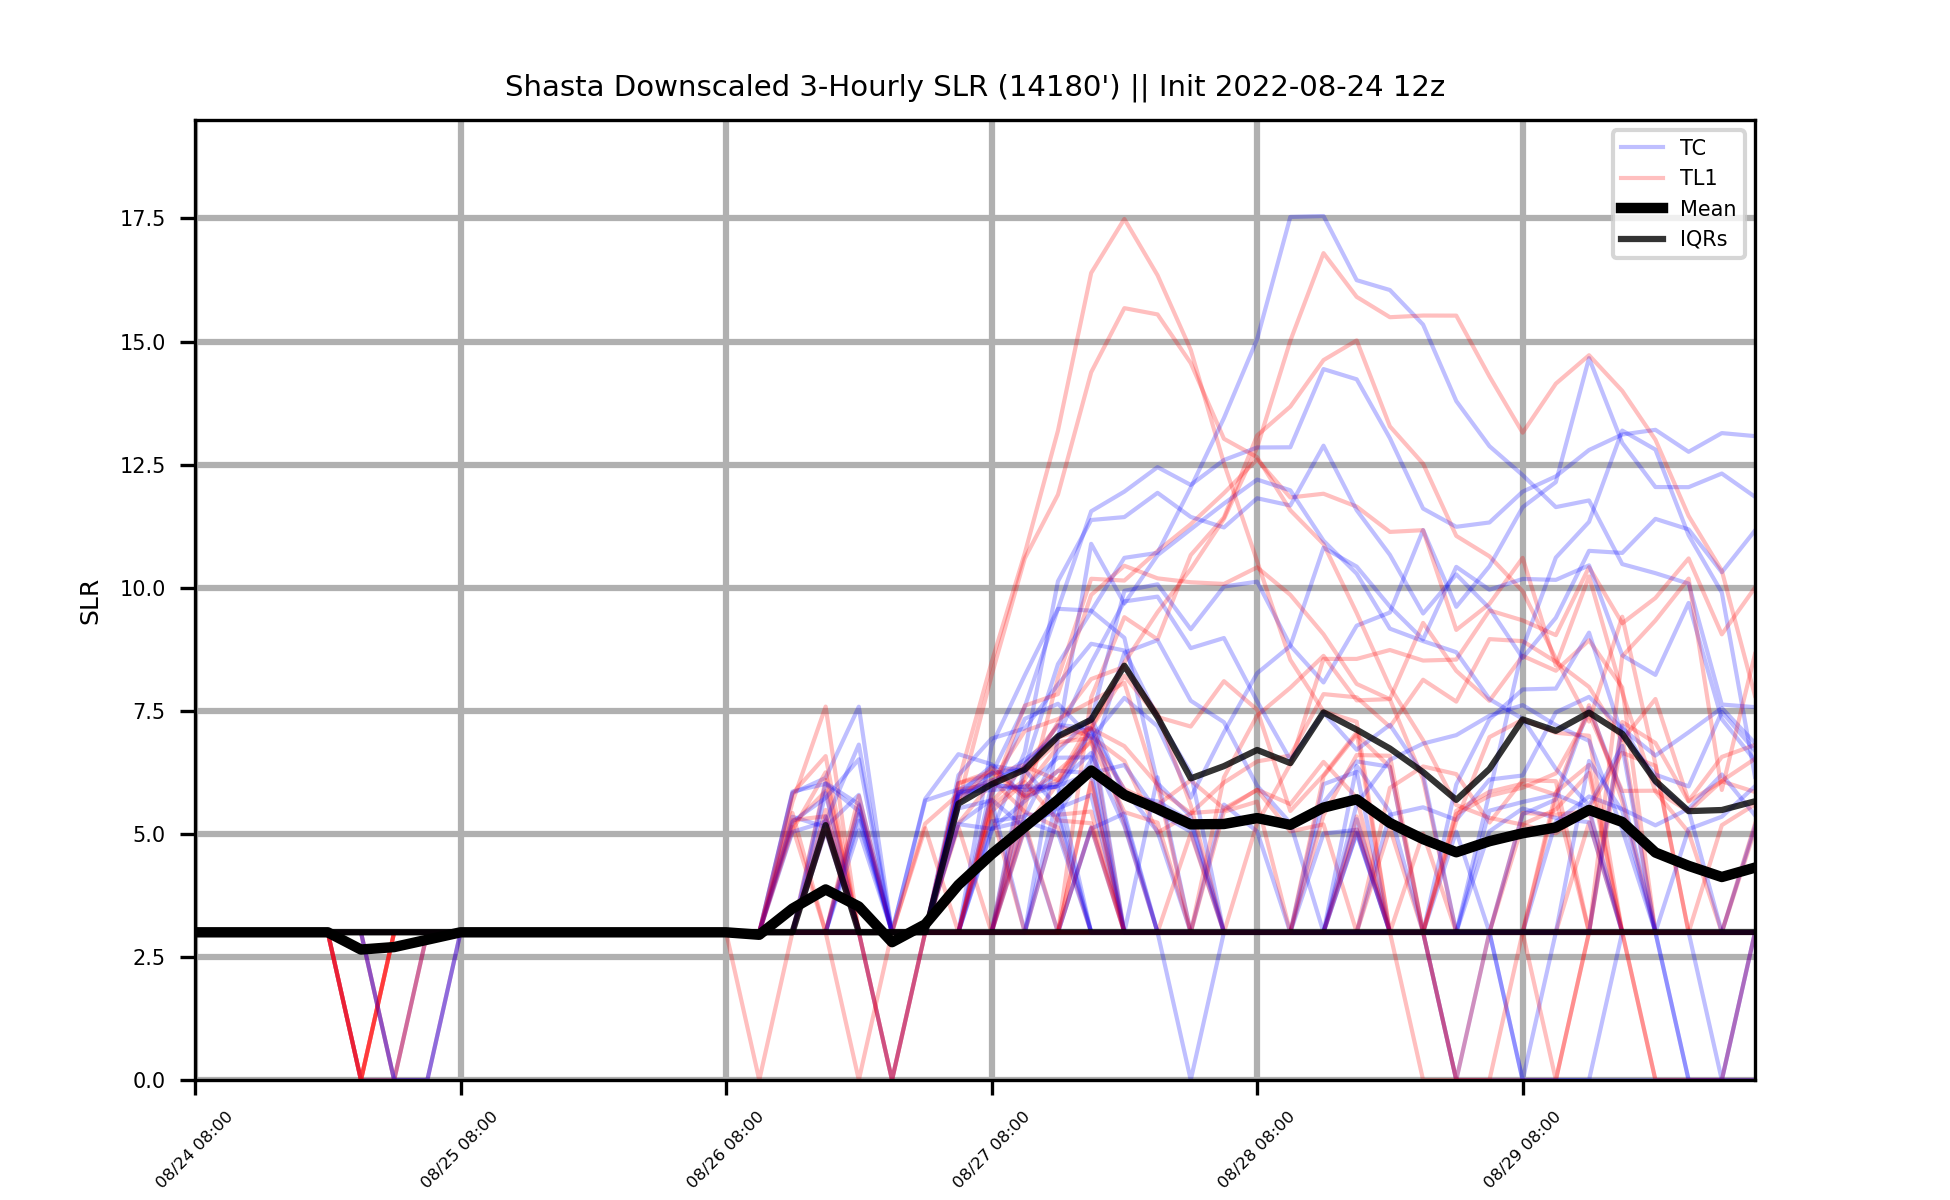 Shasta Downscaled 3-Hourly SLR (14180') || Init 2022-08-24 12z
TC
TL1
Mean
IQRs
SLR
17.5
15.0
12.5
10.0
7.5
5.0
2.5
0.0
08/24 08:00
08/25 08:00
08/26 08:00
08/27 08:00
08/28 08:00
08/29 08:00